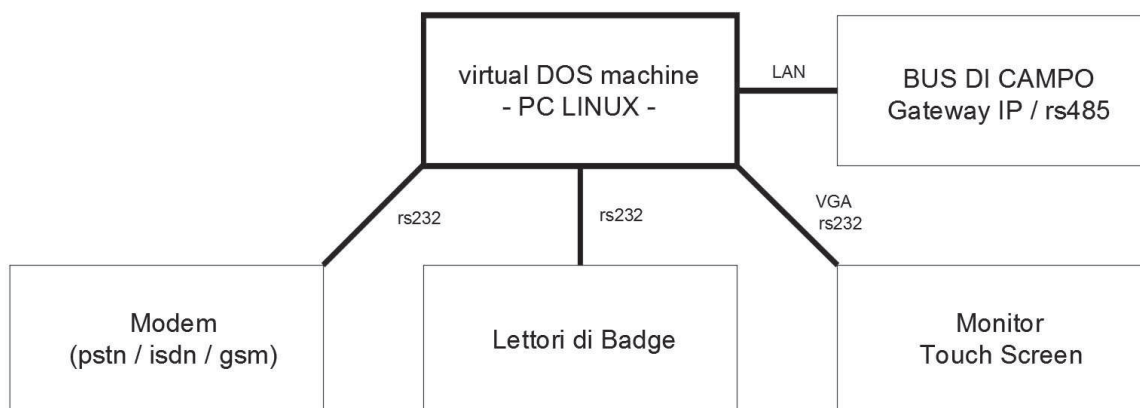 virtual DOS machine
- PC LINUX -
LAN
BUS DI CAMPO
Gateway IP / rs485
rs232
rs232
VGA
rs232
Modem
(pstn / isdn / gsm)
Lettori di Badge
Monitor
Touch Screen